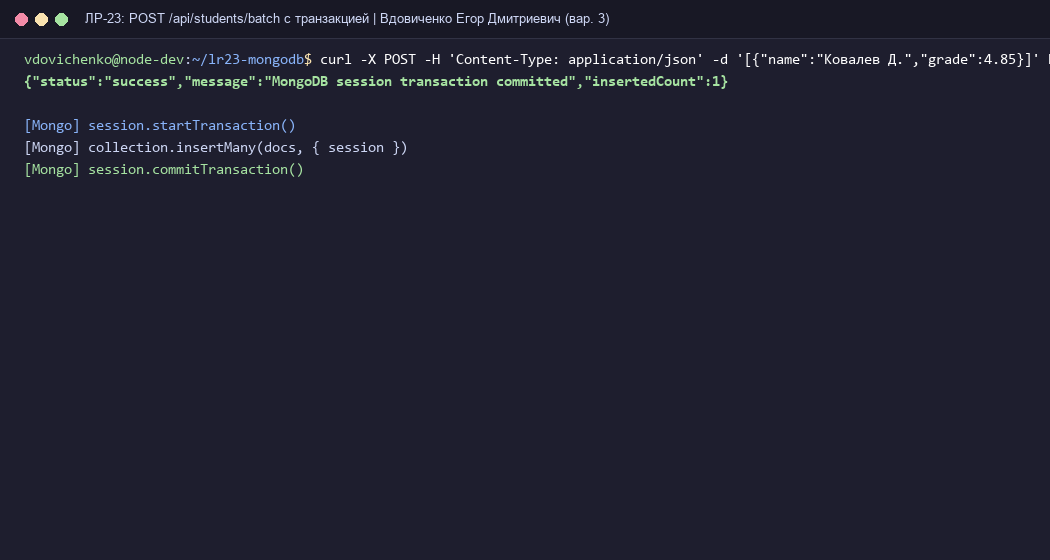 ЛР-23: POST /api/students/batch с транзакцией | Вдовиченко Егор Дмитриевич (вар. 3)
vdovichenko@node-dev:~/lr23-mongodb$ curl -X POST -H 'Content-Type: application/json' -d '[{"name":"Ковалев Д.","grade":4.85}]'
{"status":"success","message":"MongoDB session transaction committed","insertedCount":1}
[Mongo] session.startTransaction()
[Mongo] collection.insertMany(docs, { session })
[Mongo] session.commitTransaction()